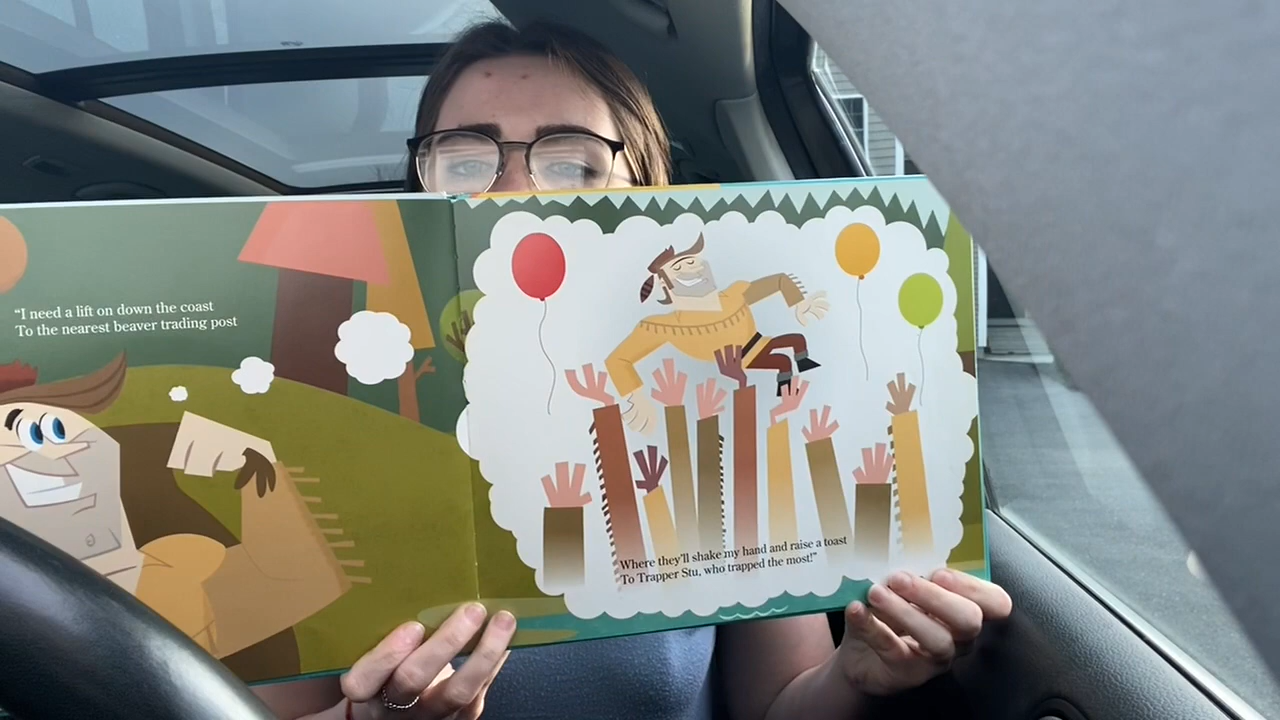 “I need a lift on down the coast
To the nearest beaver trading post
Where they'll shake my hand and raise a toast
To Trapper Stu, who trapped the most!”